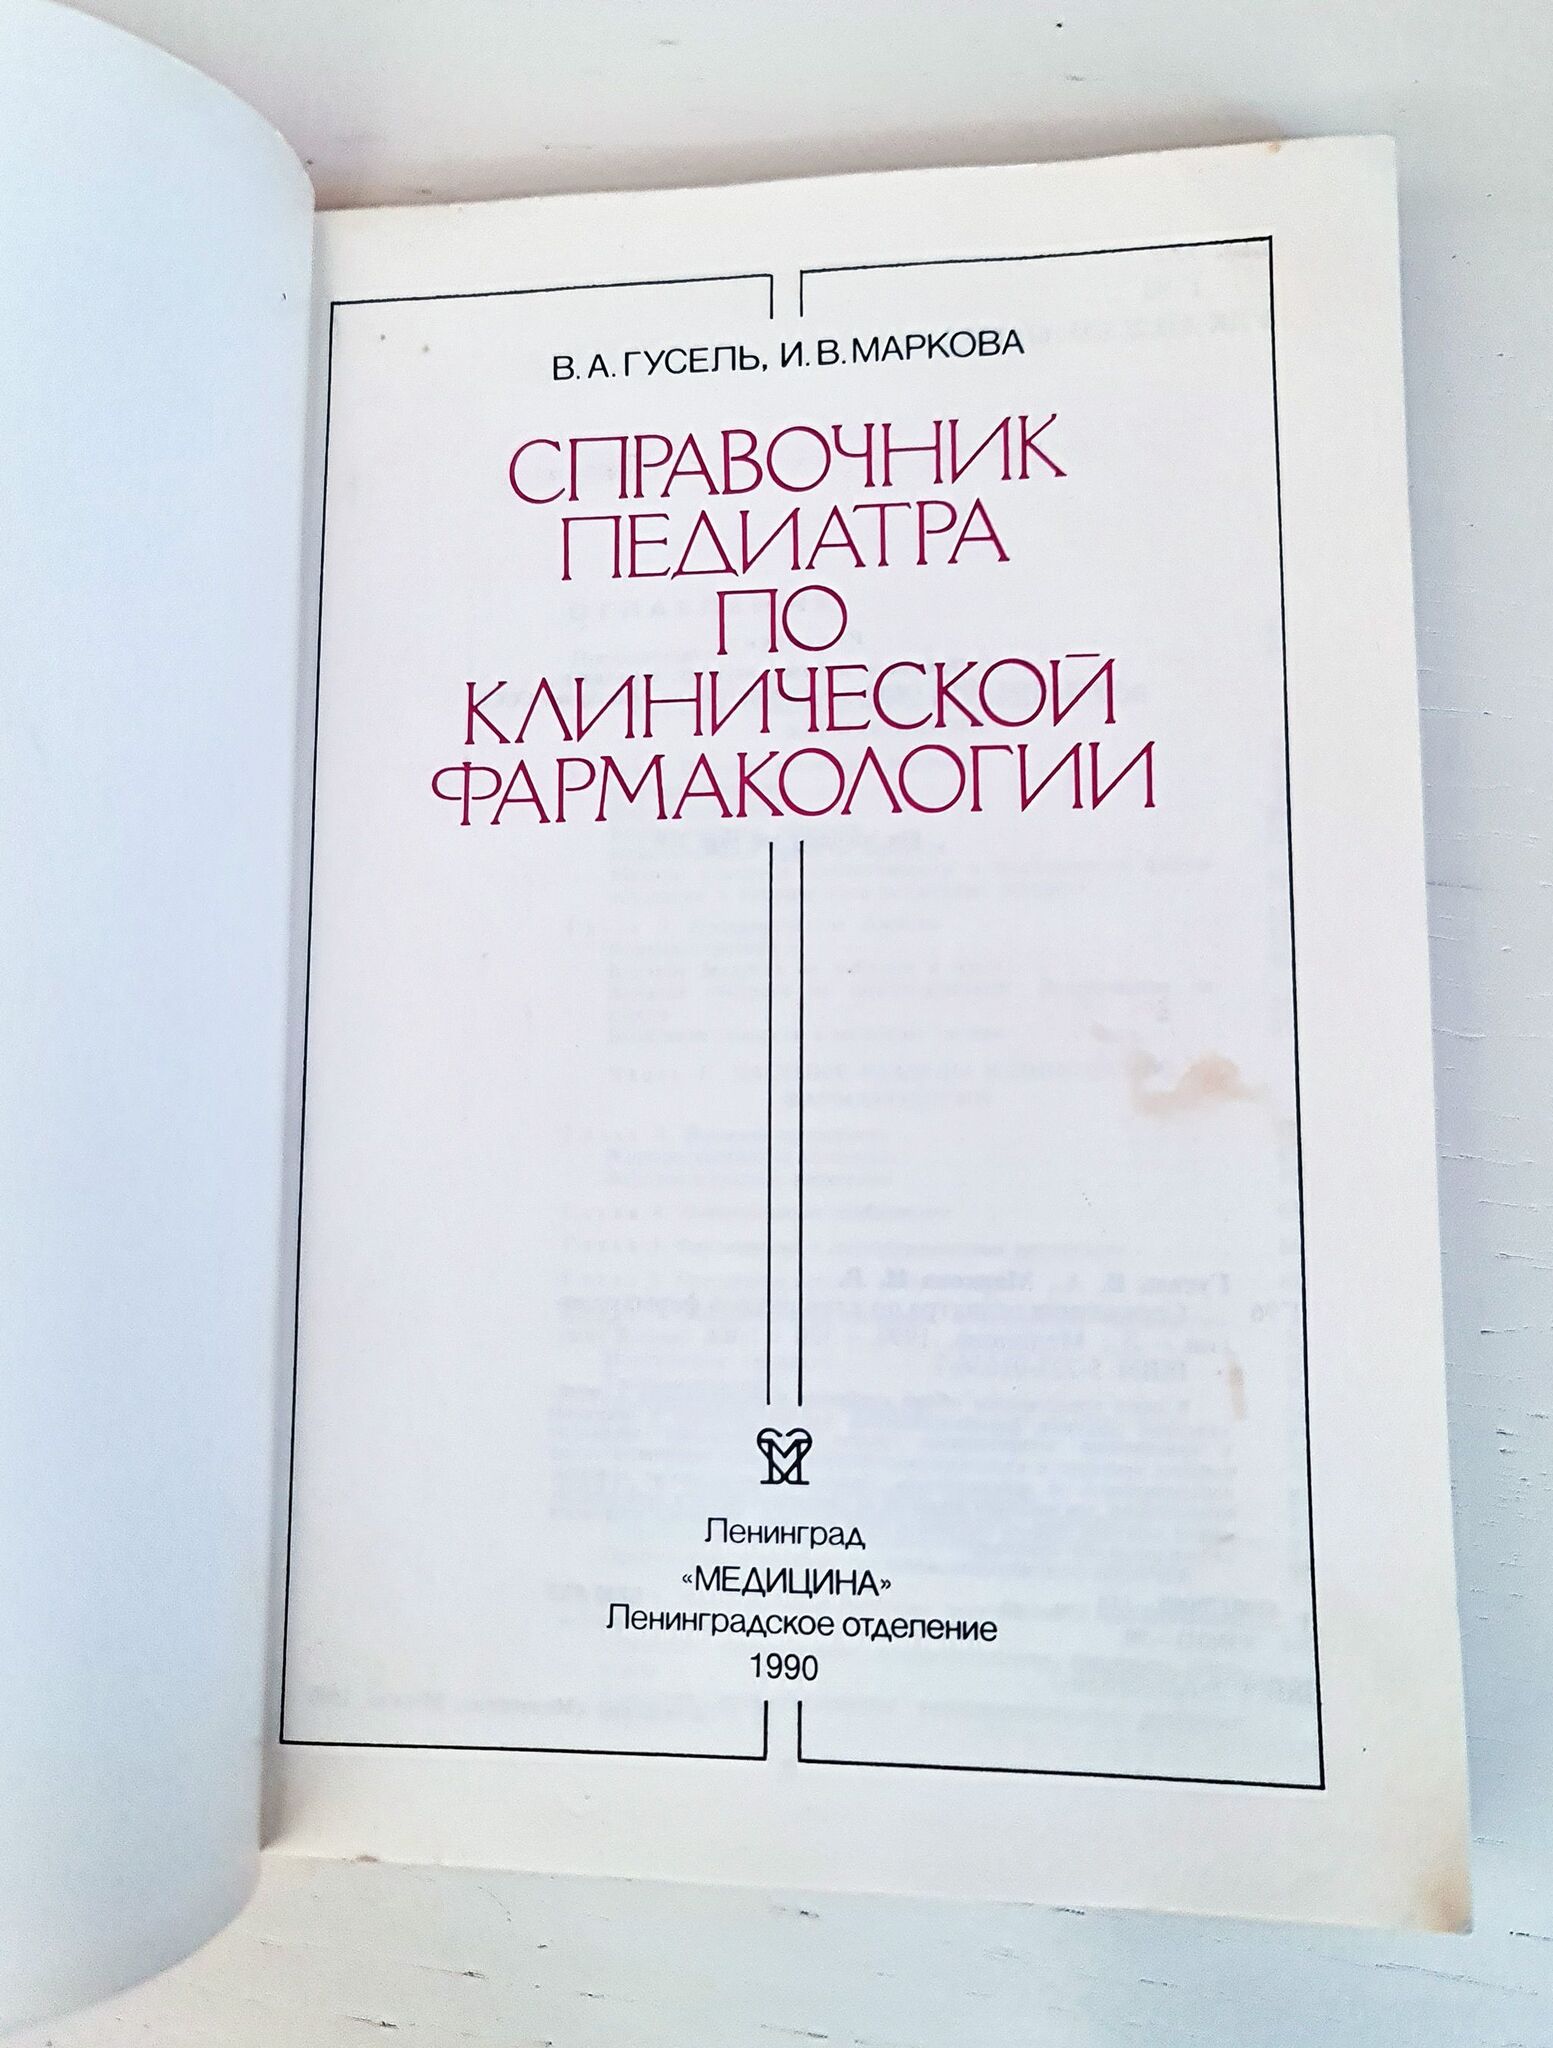 В. А. ГУСЕЛЬ, И. В. МАРКОВА
СПРАВОЧНИК
ПЕДИАТРА
ПО
КЛИНИЧЕСКОЙ
ФАРМАКОЛОГИИ
Ленинград
«МЕДИЦИНА»
Ленинградское отделение
1990